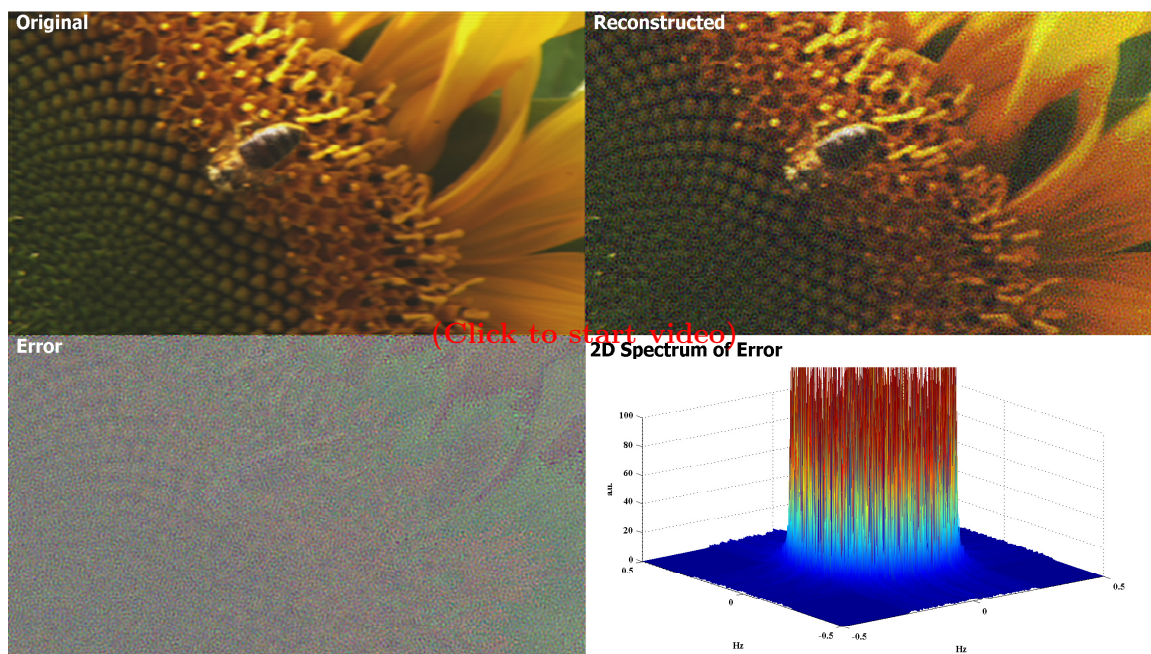 Original
Reconstructed
(Click to start video)
Error
2D Spectrum of Error
100
80
60
40
20
0
a.u.
0.5
0
-0.5
Hz
-0.5
0
0.5
Hz